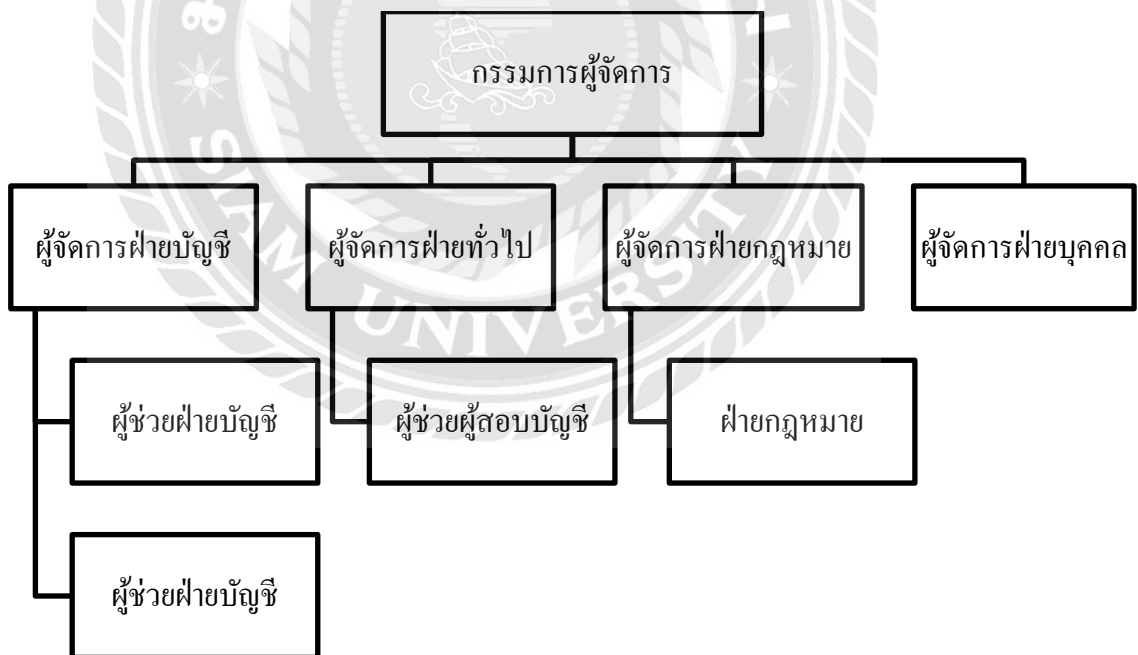 กรรมการผู้จัดการ
ผู้จัดการฝ่ายบัญชี
ผู้จัดการฝ่ายทั่วไป
ผู้จัดการฝ่ายกฎหมาย
ผู้จัดการฝ่ายบุคคล
ผู้ช่วยฝ่ายบัญชี
ผู้ช่วยผู้สอบบัญชี
ฝ่ายกฎหมาย
ผู้ช่วยฝ่ายบัญชี
SIAM UNIVERSITY